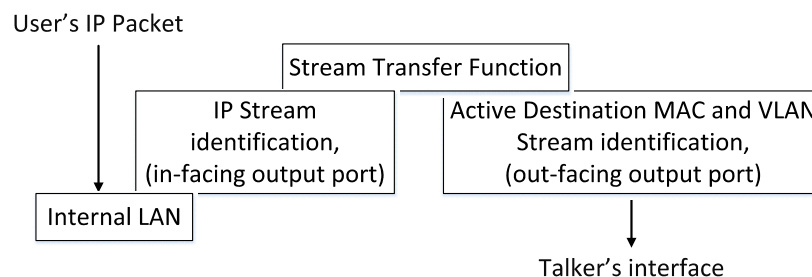 User's IP Packet
Stream Transfer Function
IP Stream
identification,
(in-facing output port)
Active Destination MAC and VLAN
Stream identification,
(out-facing output port)
Internal LAN
Talker's interface